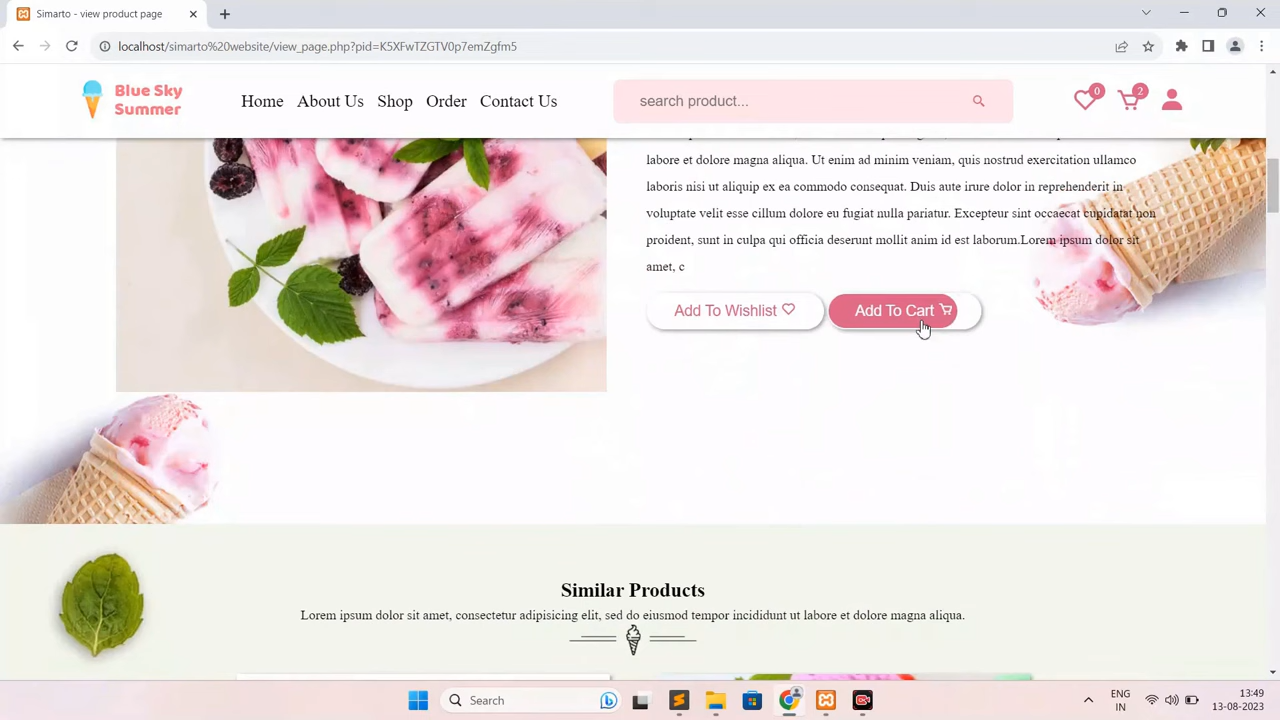 Simarto - view product page
localhost/simarto%20website/view_page.php?pid=K5XFwTZGTV0p7emZgfm5
Blue Sky
Summer
Home About Us Shop Order Contact Us
search product...
0
2
labore et dolore magna aliqua. Ut enim ad minim veniam, quis nostrud exercitation ullamco
laboris nisi ut aliquip ex ea commodo consequat. Duis aute irure dolor in reprehenderit in
voluptate velit esse cillum dolore eu fugiat nulla pariatur. Excepteur sint occaecat cupidatat non
proident, sunt in culpa qui officia deserunt mollit anim id est laborum.Lorem ipsum dolor sit
amet, c
Add To Wishlist
Add To Cart
Similar Products
Lorem ipsum dolor sit amet, consectetur adipisicing elit, sed do eiusmod tempor incididunt ut labore et dolore magna aliqua.
Search
ENG
IN
13:49
13-08-2023